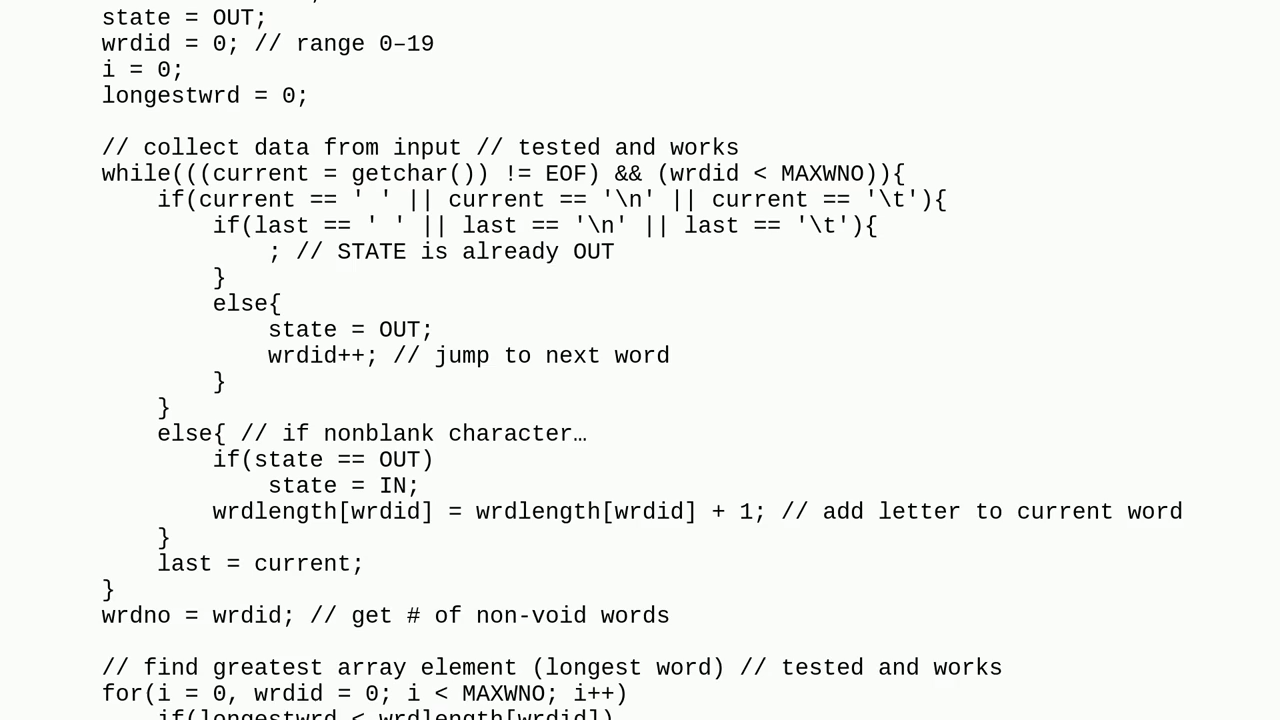 state = OUT;
wrdid = 0; // range 0–19
i = 0;
longestwrd = 0;
// collect data from input // tested and works
while(((current = getchar()) != EOF) && (wrdid < MAXWNO)){
if(current == ' ' || current == '\n' || current == '\t'){
if(last == ' ' || last == '\n' || last == '\t'){
; // STATE is already OUT
}
else{
state = OUT;
wrdid++; // jump to next word
}
}
else{ // if nonblank character…
if(state == OUT)
state = IN;
wrdlength[wrdid] = wrdlength[wrdid] + 1; // add letter to current word
}
last = current;
}
wrdno = wrdid; // get # of non-void words
// find greatest array element (longest word) // tested and works
for(i = 0, wrdid = 0; i < MAXWNO; i++)
if(longestwrd < wrdlength[wrdid])